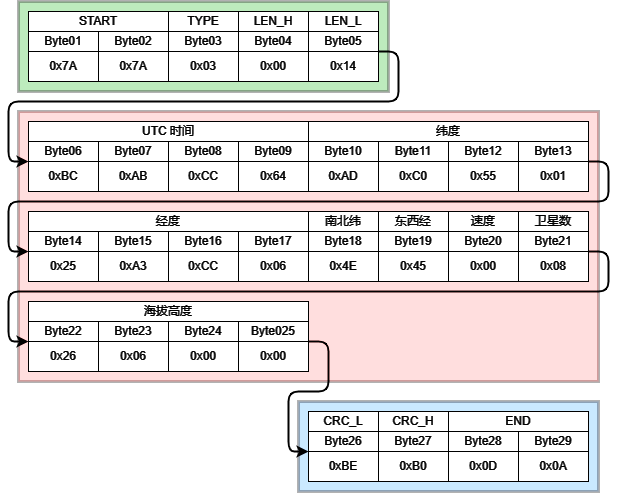 START TYPE LEN_H LEN_L
Byte01 Byte02 Byte03 Byte04 Byte05
0x7A 0x7A 0x03 0x00 0x14
UTC 时间 纬度
Byte06 Byte07 Byte08 Byte09 Byte10 Byte11 Byte12 Byte13
0xBC 0xAB 0xCC 0x64 0xAD 0xC0 0x55 0x01
经度 南北纬 东西经 速度 卫星数
Byte14 Byte15 Byte16 Byte17 Byte18 Byte19 Byte20 Byte21
0x25 0xA3 0xCC 0x06 0x4E 0x45 0x00 0x08
海拔高度
Byte22 Byte23 Byte24 Byte025
0x26 0x06 0x00 0x00
CRC_L CRC_H END
Byte26 Byte27 Byte28 Byte29
0xBE 0xB0 0x0D 0x0A